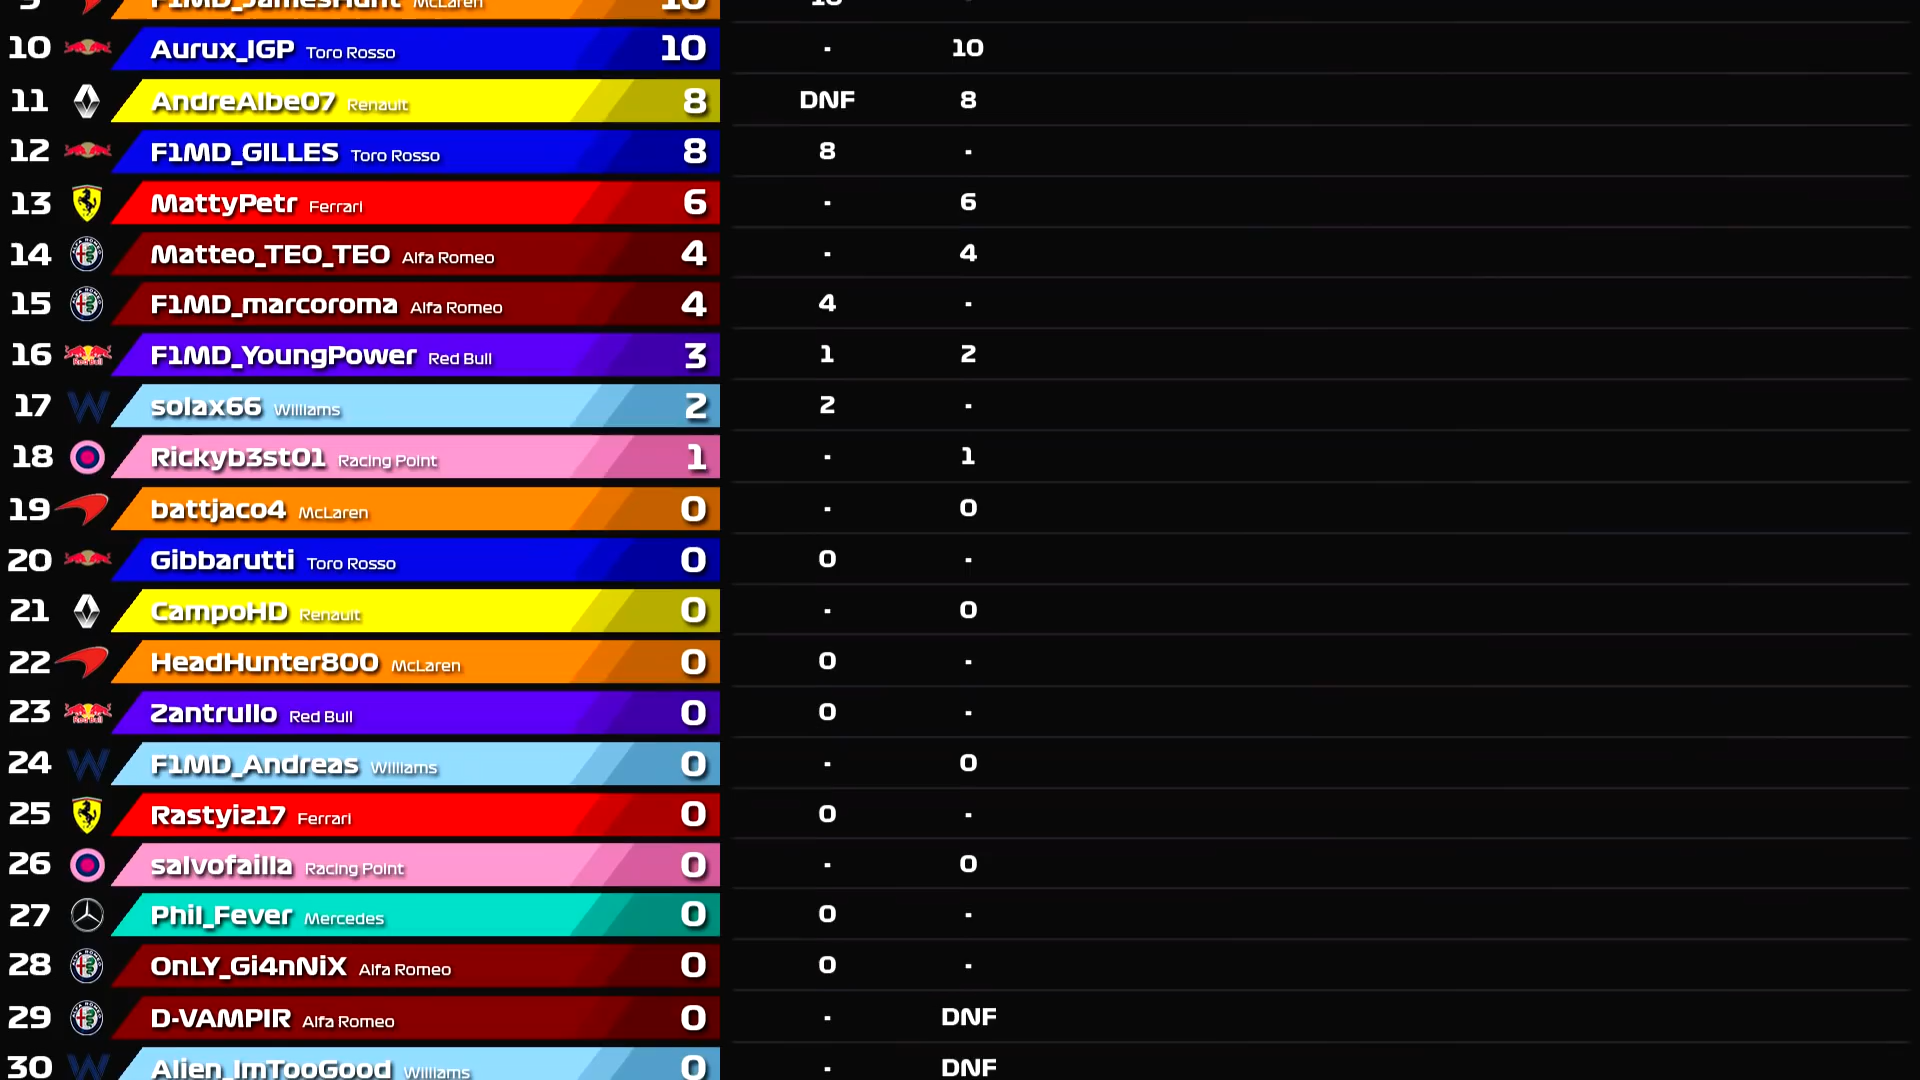 9 F1MD_JamesHunt McLaren 10 10 -
10 Aurux_IGP Toro Rosso 10 - 10
11 AndreAlbe07 Renault 8 DNF 8
12 F1MD_GILLES Toro Rosso 8 8 -
13 MattyPetr Ferrari 6 - 6
14 Matteo_TEO_TEO Alfa Romeo 4 - 4
15 F1MD_marcoroma Alfa Romeo 4 4 -
16 F1MD_YoungPower Red Bull 3 1 2
17 solax66 Williams 2 2 -
18 Rickyb3st01 Racing Point 1 - 1
19 battjaco4 McLaren 0 - 0
20 Gibbarutti Toro Rosso 0 0 -
21 CampoHD Renault 0 - 0
22 HeadHunter800 McLaren 0 0 -
23 Zantrullo Red Bull 0 0 -
24 F1MD_Andreas Williams 0 - 0
25 Rastyiz17 Ferrari 0 0 -
26 salvofailla Racing Point 0 - 0
27 Phil_Fever Mercedes 0 0 -
28 OnLY_Gi4nNiX Alfa Romeo 0 0 -
29 D-VAMPIR Alfa Romeo 0 - DNF
30 Alien_ImTooGood Williams 0 - DNF